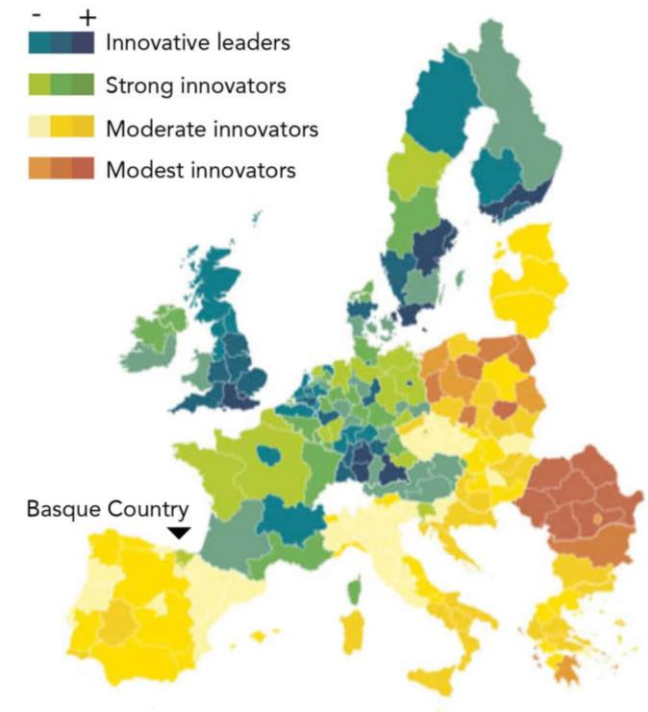 - +
Innovative leaders
Strong innovators
Moderate innovators
Modest innovators
Basque Country